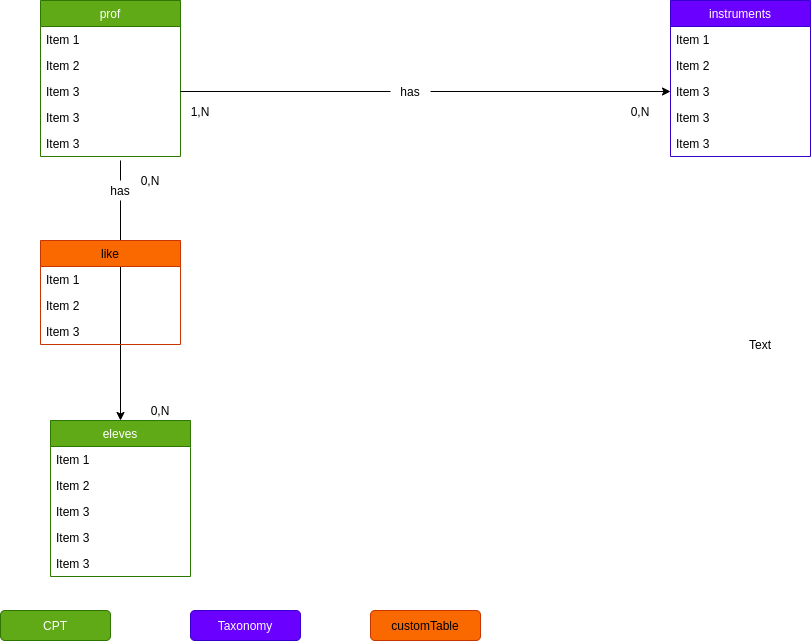 prof
Item 1
Item 2
Item 3
Item 3
Item 3
has
1,N
0,N
instruments
Item 1
Item 2
Item 3
Item 3
Item 3
0,N
has
like
Item 1
Item 2
Item 3
Text
0,N
eleves
Item 1
Item 2
Item 3
Item 3
Item 3
CPT
Taxonomy
customTable